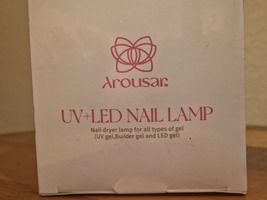 Arousar
UV+LED NAIL LAMP
Nail dryer lamp for all types of gel
(UV gel,Builder gel and LED gel)